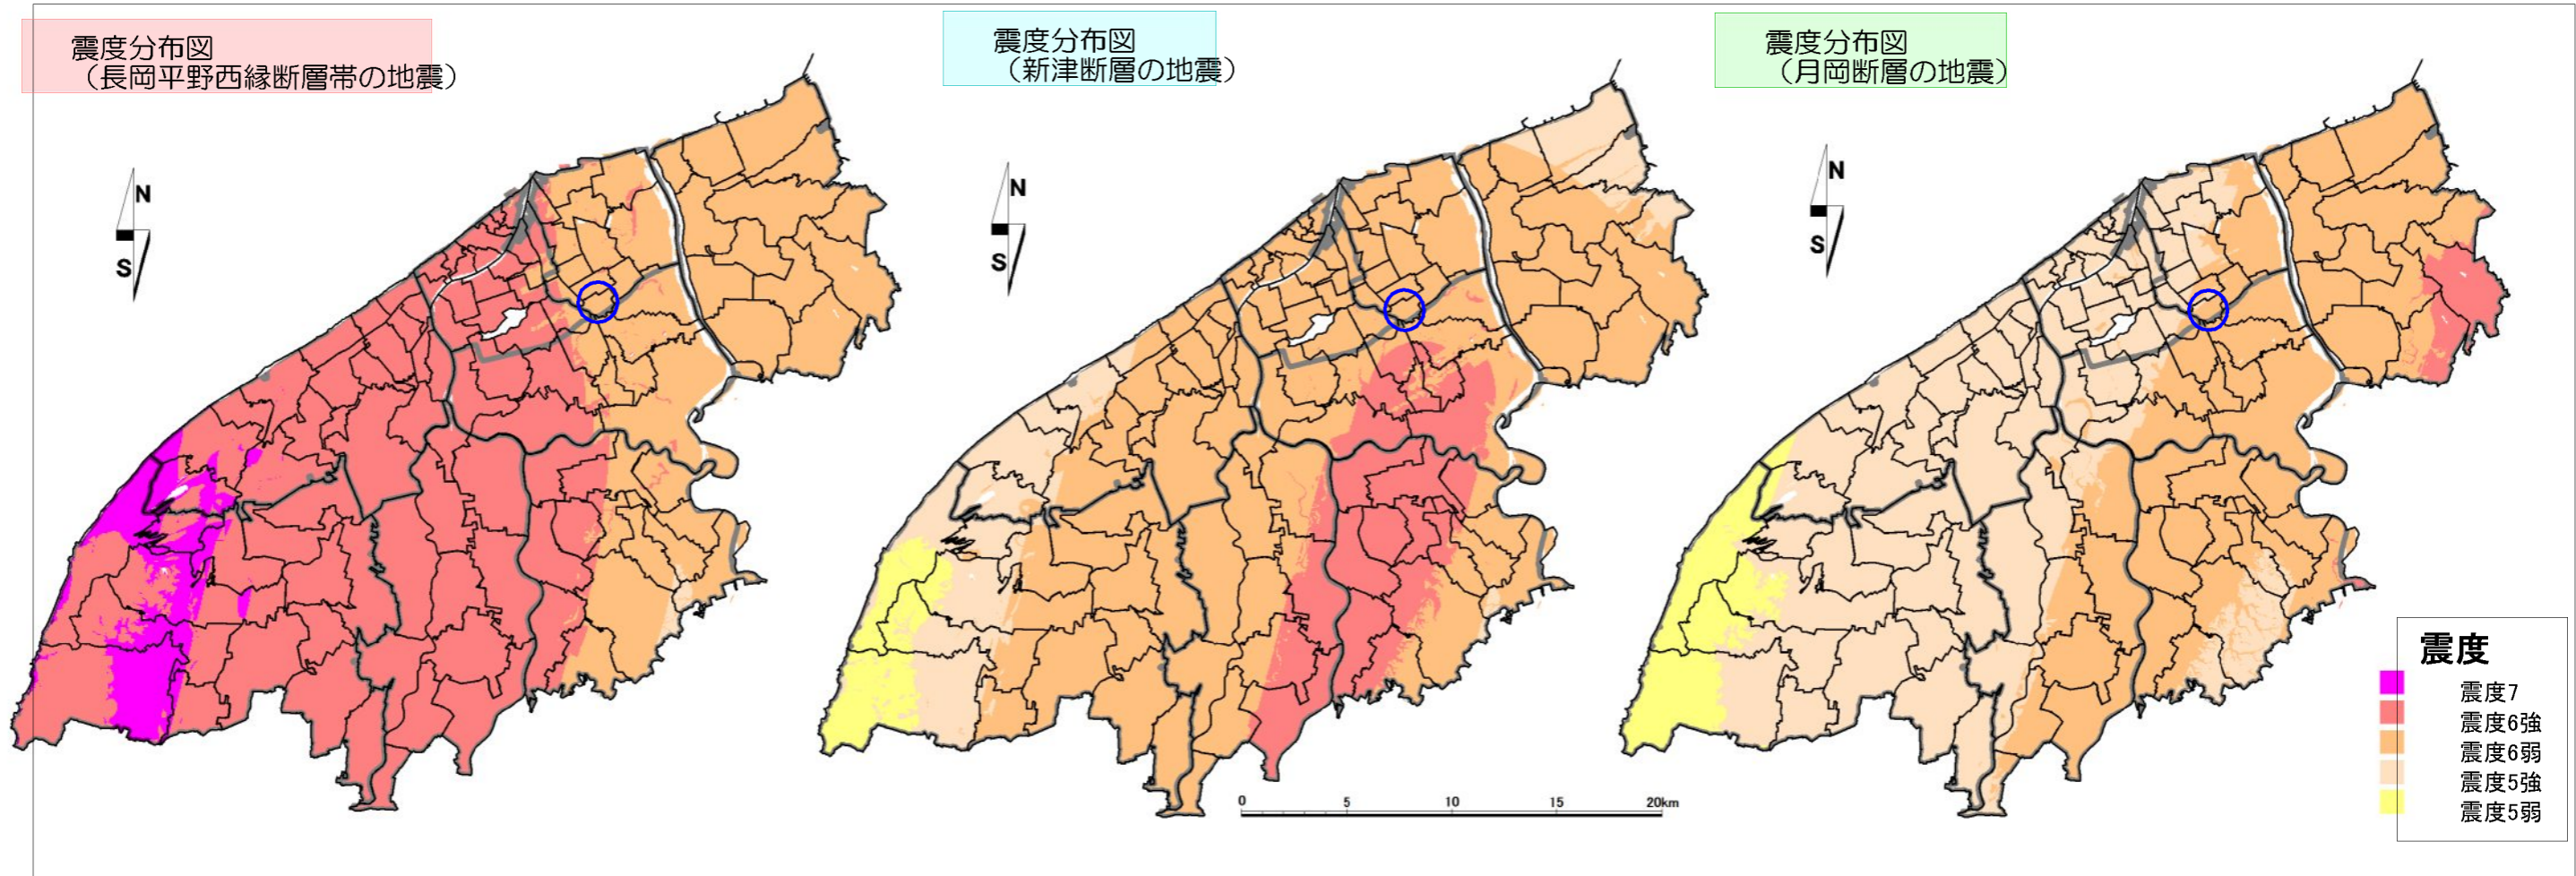 震度分布図
（長岡平野西縁断層帯の地震）
震度分布図
（新津断層の地震）
震度分布図
（月岡断層の地震）
N
S
N
S
N
S
0 5 10 15 20km
震度
震度7
震度6強
震度6弱
震度5強
震度5弱